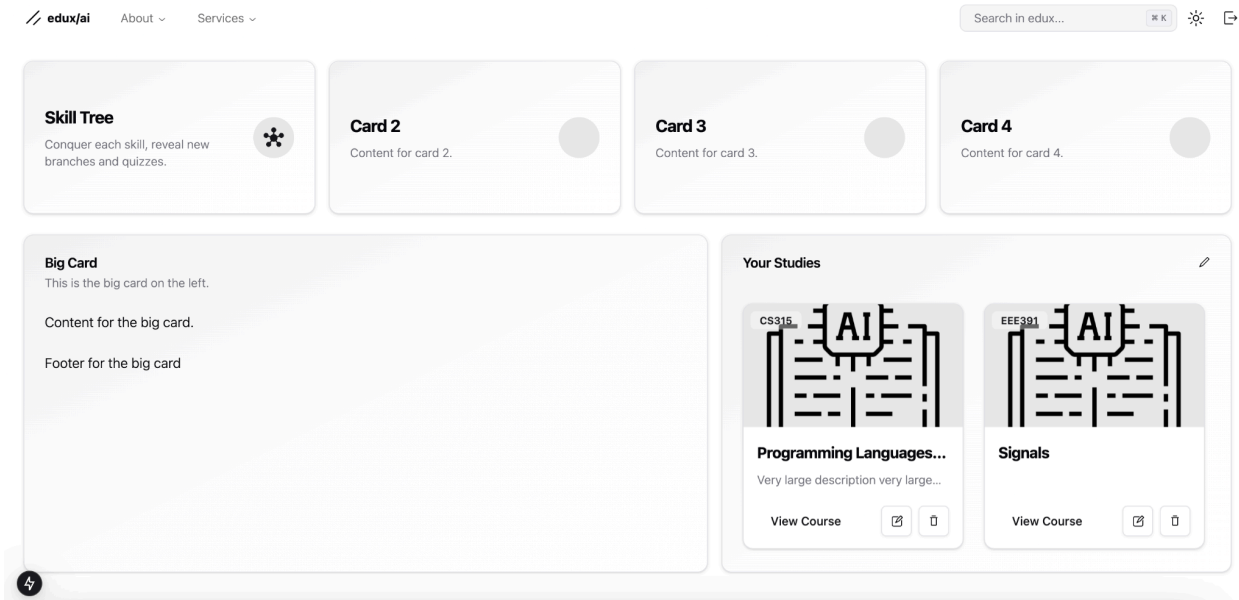 edux/ai
About
Services
Search in edux...
⌘ K
Skill Tree
Conquer each skill, reveal new
branches and quizzes.
Card 2
Content for card 2.
Card 3
Content for card 3.
Card 4
Content for card 4.
Big Card
This is the big card on the left.
Content for the big card.
Footer for the big card
Your Studies
CS315
AI
Programming Languages...
Very large description very large...
View Course
EEE391
AI
Signals
View Course